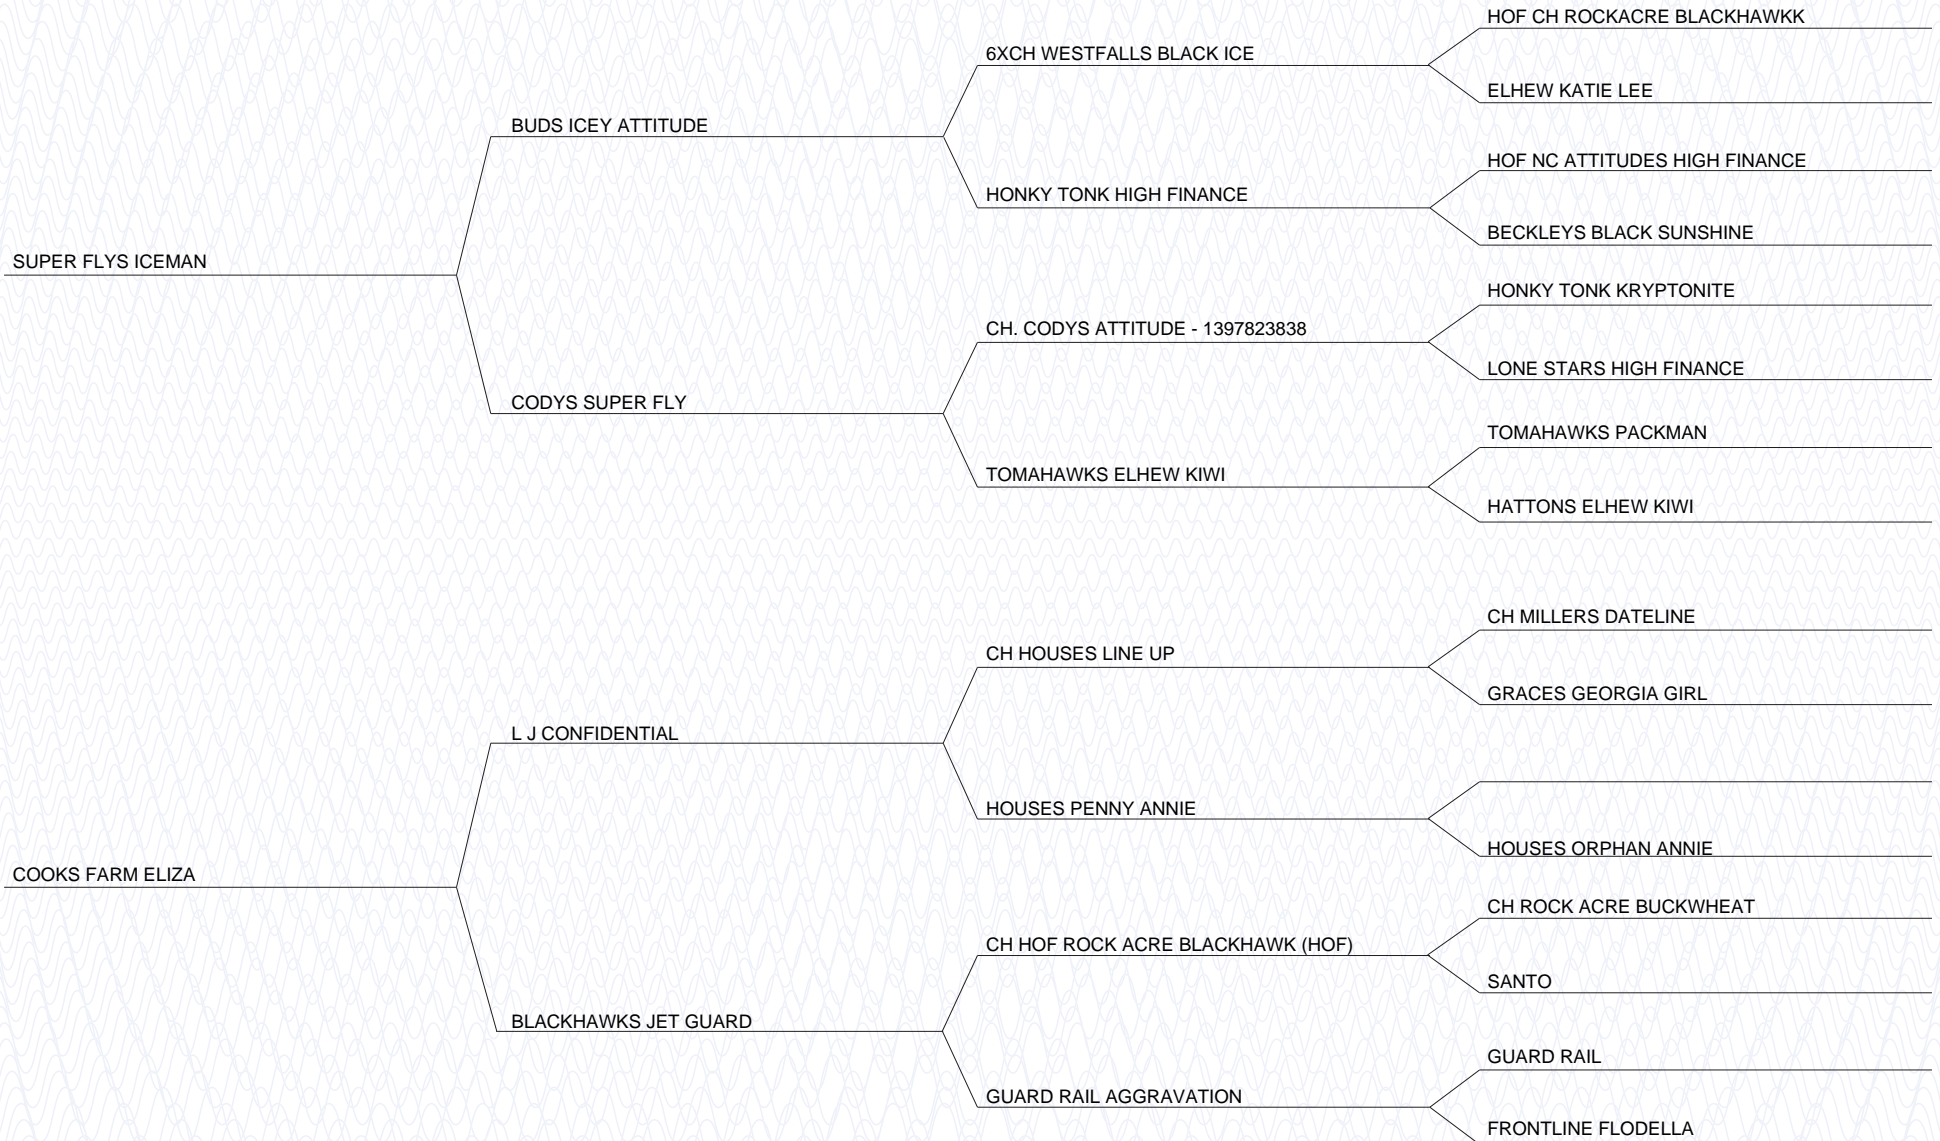 HOF CH ROCKACRE BLACKHAWKK
6XCH WESTFALLS BLACK ICE
ELHEW KATIE LEE
BUDS ICEY ATTITUDE
HOF NC ATTITUDES HIGH FINANCE
HONKY TONK HIGH FINANCE
BECKLEYS BLACK SUNSHINE
SUPER FLYS ICEMAN
HONKY TONK KRYPTONITE
CH. CODYS ATTITUDE - 1397823838
LONE STARS HIGH FINANCE
CODYS SUPER FLY
TOMAHAWKS PACKMAN
TOMAHAWKS ELHEW KIWI
HATTONS ELHEW KIWI
CH MILLERS DATELINE
CH HOUSES LINE UP
GRACES GEORGIA GIRL
L J CONFIDENTIAL
HOUSES PENNY ANNIE
HOUSES ORPHAN ANNIE
COOKS FARM ELIZA
CH ROCK ACRE BUCKWHEAT
CH HOF ROCK ACRE BLACKHAWK (HOF)
SANTO
BLACKHAWKS JET GUARD
GUARD RAIL
GUARD RAIL AGGRAVATION
FRONTLINE FLODELLA